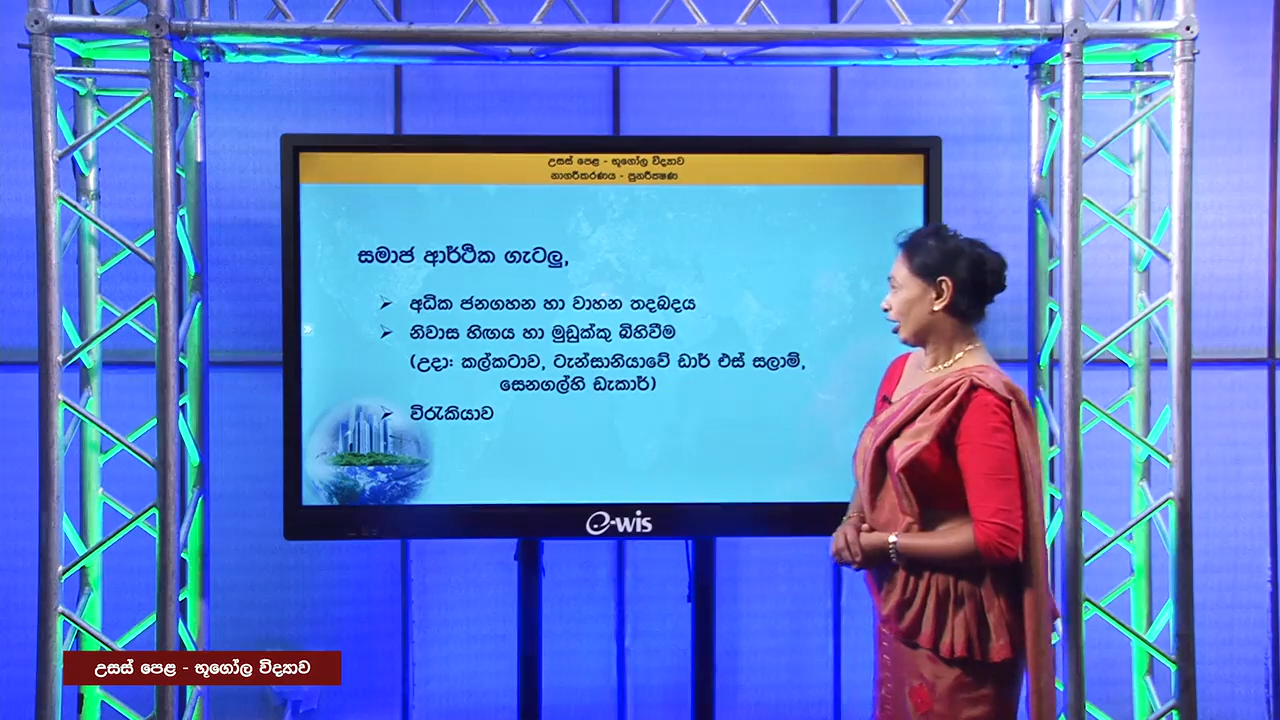 උසස් පෙළ - භූගෝල විද්‍යාව
නාගරීකරණය - පුනරීක්ෂණ
සමාජ ආර්ථික ගැටලු,
➢ අධික ජනගහන හා වාහන තදබදය
➢ නිවාස හිඟය හා මුඩුක්කු බිහිවීම
(උදා: කල්කටාව, ටැන්සානියාවේ ඩාර් එස් සලාම්,
සෙනගල්හි ඩැකාර්)
➢ විරැකියාව
e-wis
උසස් පෙළ - භූගෝල විද්‍යාව